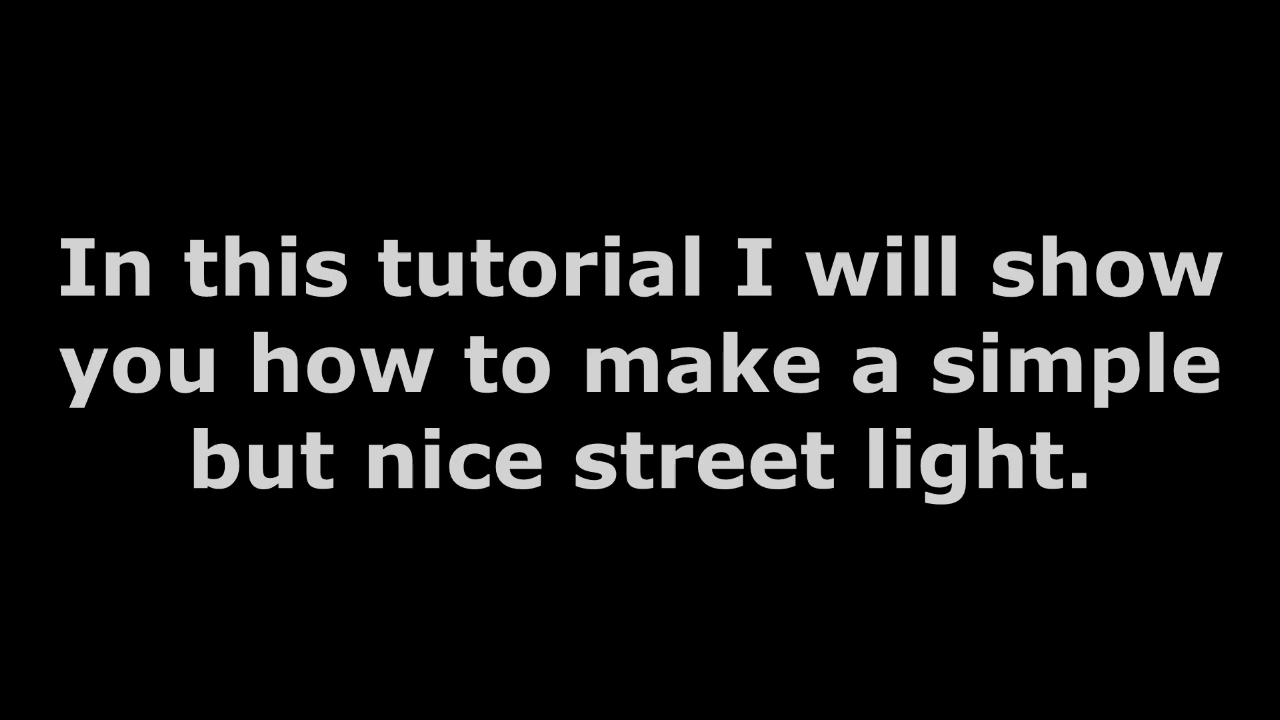 In this tutorial I will show
you how to make a simple
but nice street light.